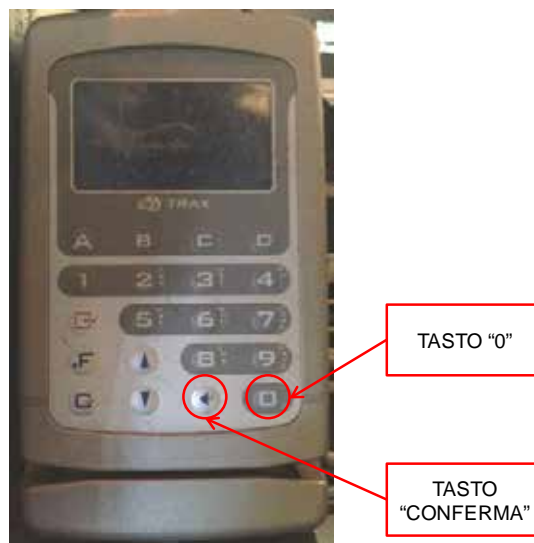 TRAX
A B C D
1 2 3 4
5 6 7
.F 8 9
C 0
TASTO “0”
TASTO
“CONFERMA”